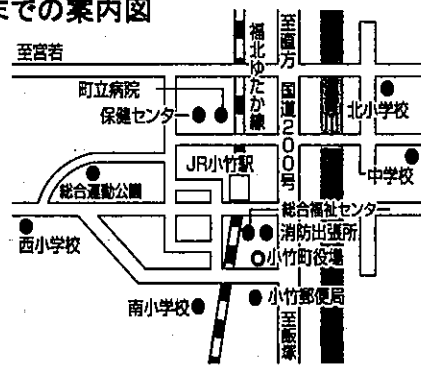 までの案内図
至宮若
町立病院
保健センター
福北ゆたか線
至直方
国道200号
北小学校
中学校
JR小竹駅
総合運動公園
総合福祉センター
西小学校
消防出張所
小竹町役場
南小学校
小竹郵便局
至飯塚